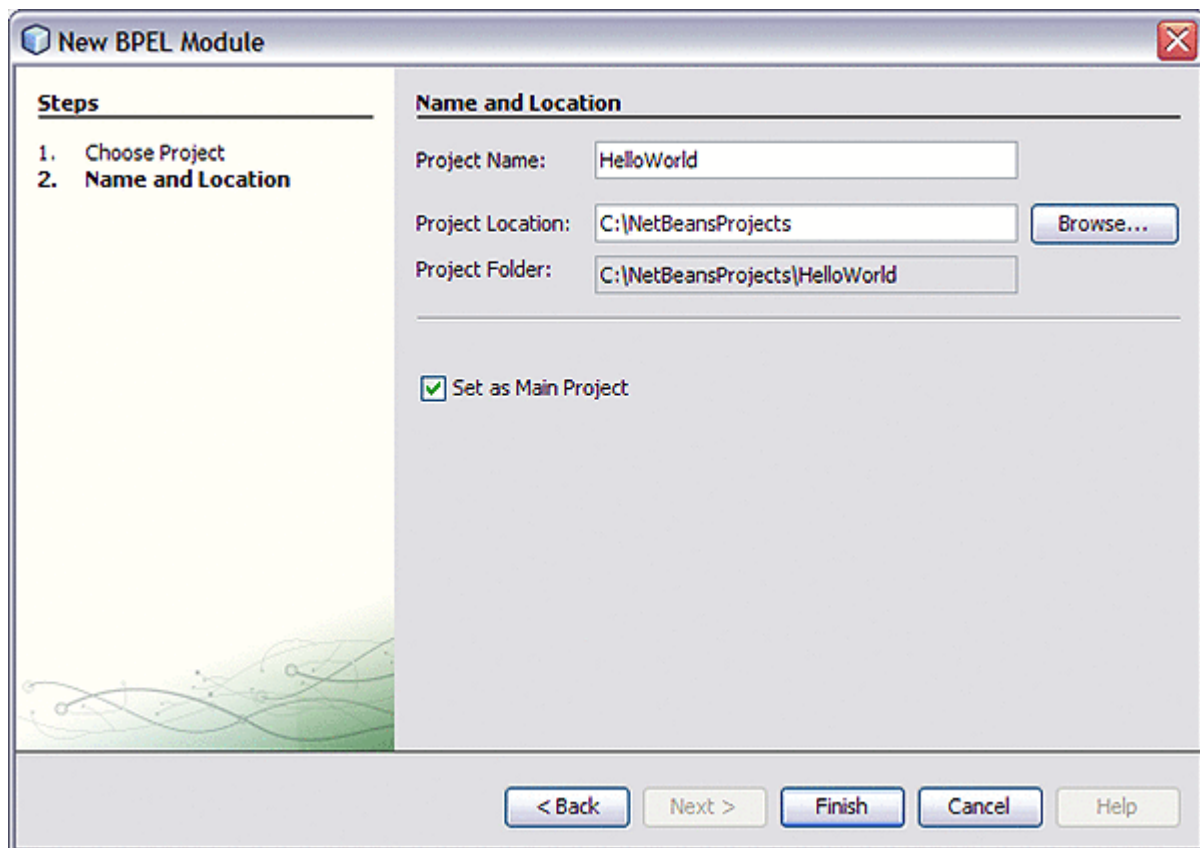 New BPEL Module
Steps
1. Choose Project
2. Name and Location
Name and Location
Project Name: HelloWorld
Project Location: C:\NetBeansProjects Browse...
Project Folder: C:\NetBeansProjects\HelloWorld
Set as Main Project
< Back Next > Finish Cancel Help